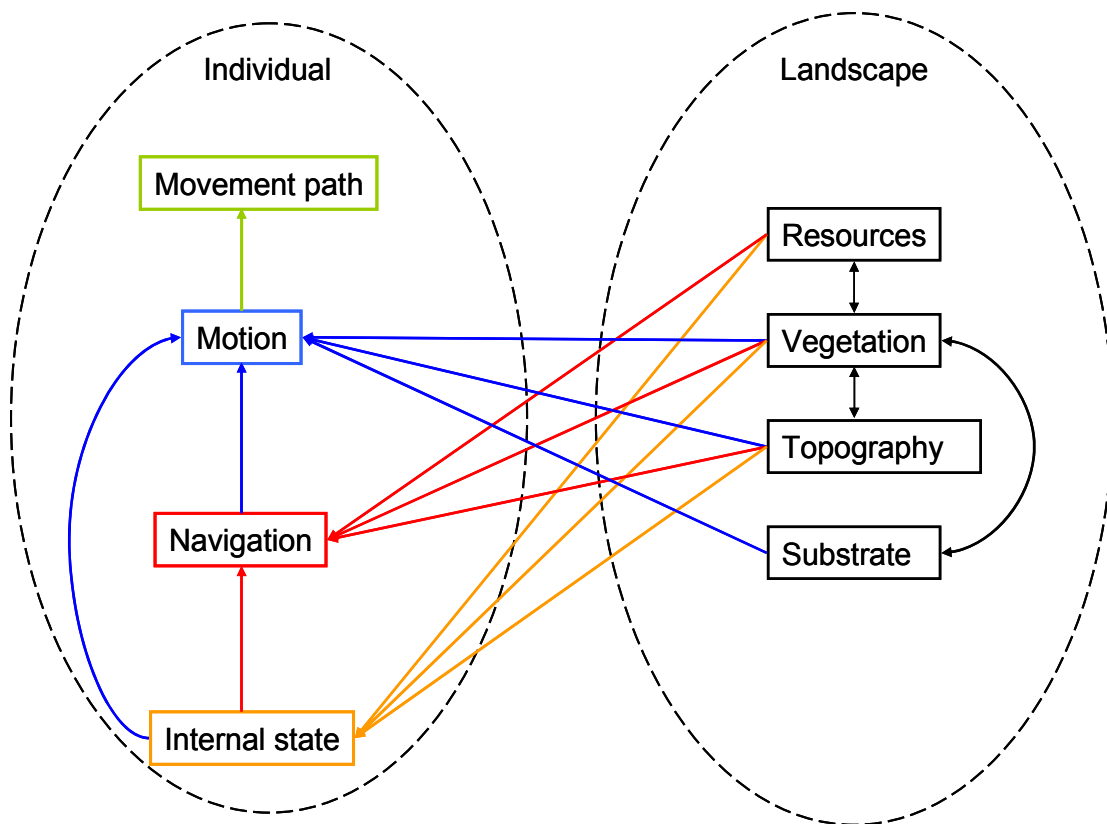 Individual
Landscape
Movement path
Resources
Motion
Vegetation
Topography
Navigation
Substrate
Internal state